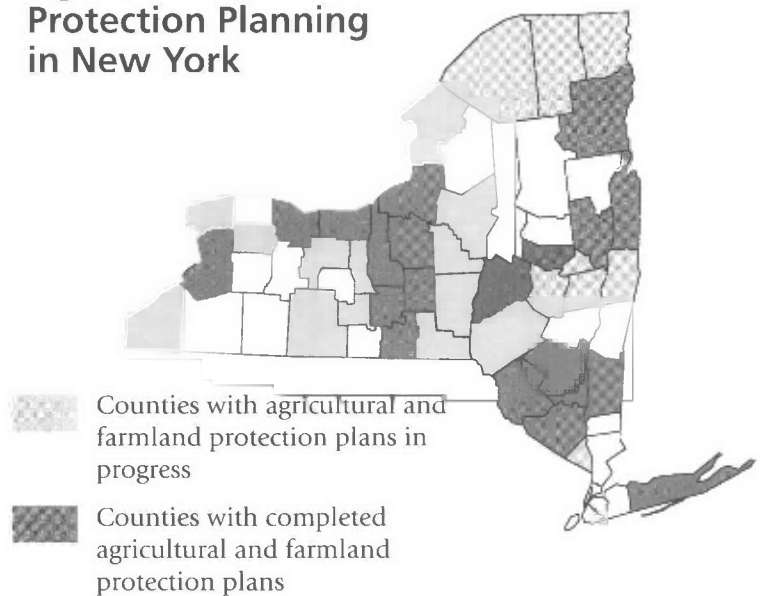 Protection Planning
in New York
Counties with agricultural and
farmland protection plans in
progress
Counties with completed
agricultural and farmland
protection plans